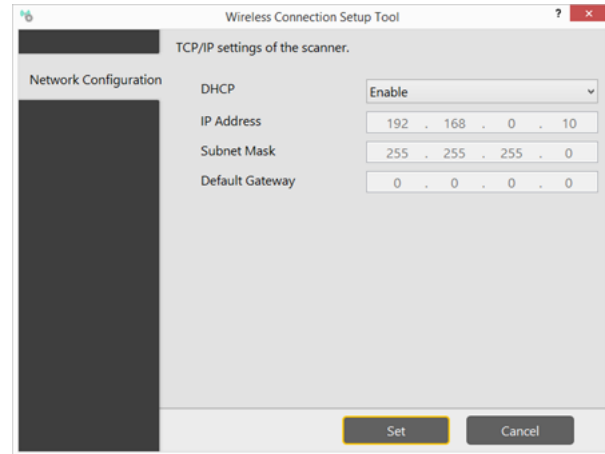 Wireless Connection Setup Tool ? ×
TCP/IP settings of the scanner.
Network Configuration
DHCP Enable
IP Address 192 . 168 . 0 . 10
Subnet Mask 255 . 255 . 255 . 0
Default Gateway 0 . 0 . 0 . 0
Set Cancel